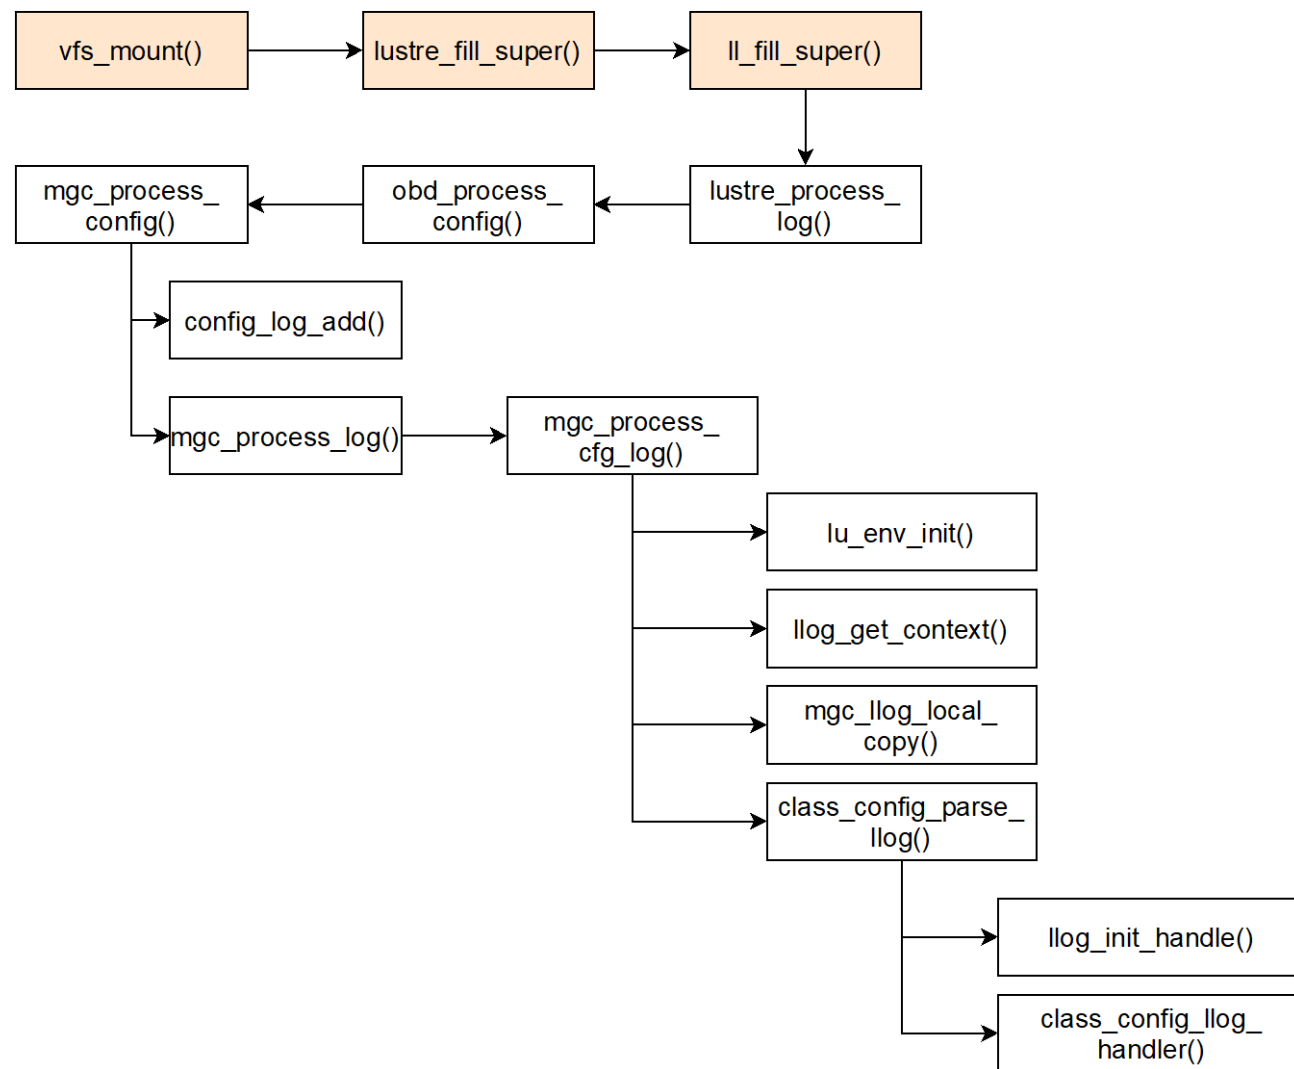 vfs_mount()
lustre_fill_super()
ll_fill_super()
mgc_process_
config()
obd_process_
config()
lustre_process_
log()
config_log_add()
mgc_process_log()
mgc_process_
cfg_log()
lu_env_init()
llog_get_context()
mgc_llog_local_
copy()
class_config_parse_
llog()
llog_init_handle()
class_config_llog_
handler()